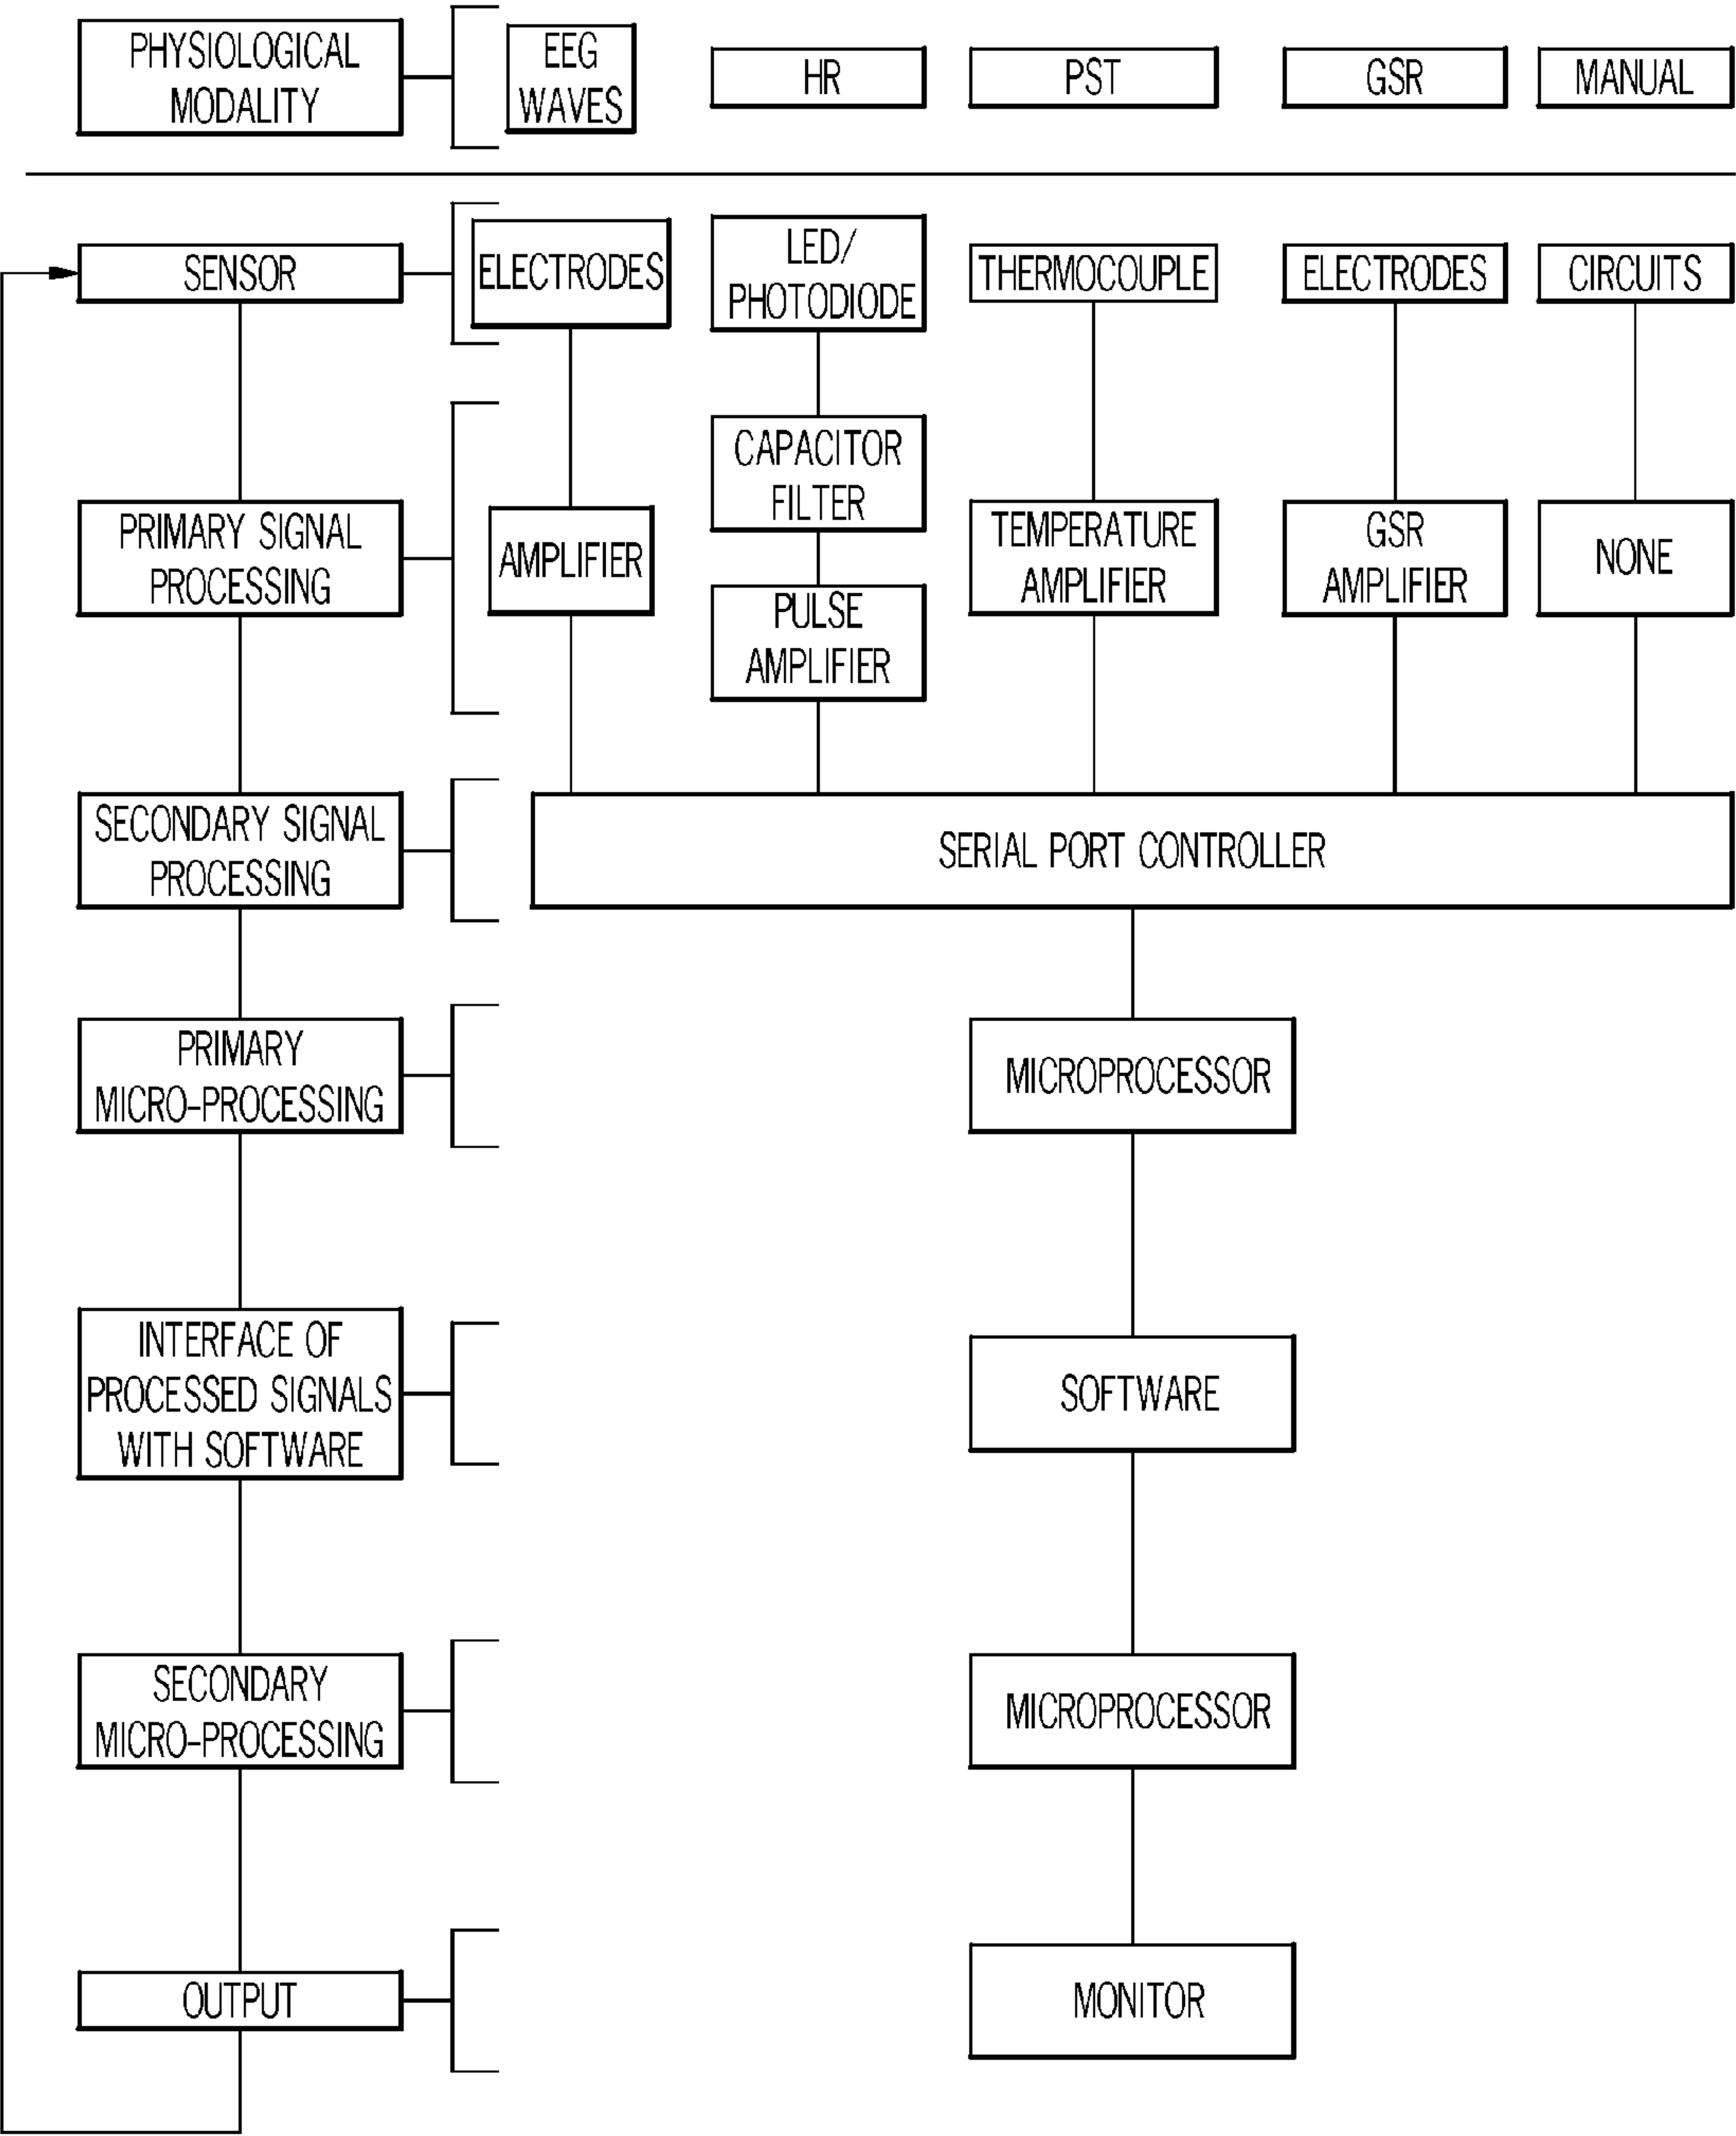 PHYSIOLOGICAL
MODALITY
EEG
WAVES
HR
PST
GSR
MANUAL
SENSOR
ELECTRODES
LED/
PHOTODIODE
THERMOCOUPLE
ELECTRODES
CIRCUITS
CAPACITOR
FILTER
PRIMARY SIGNAL
PROCESSING
AMPLIFIER
PULSE
AMPLIFIER
TEMPERATURE
AMPLIFIER
GSR
AMPLIFIER
NONE
SECONDARY SIGNAL
PROCESSING
SERIAL PORT CONTROLLER
PRIMARY
MICRO-PROCESSING
MICROPROCESSOR
INTERFACE OF
PROCESSED SIGNALS
WITH SOFTWARE
SOFTWARE
SECONDARY
MICRO-PROCESSING
MICROPROCESSOR
OUTPUT
MONITOR